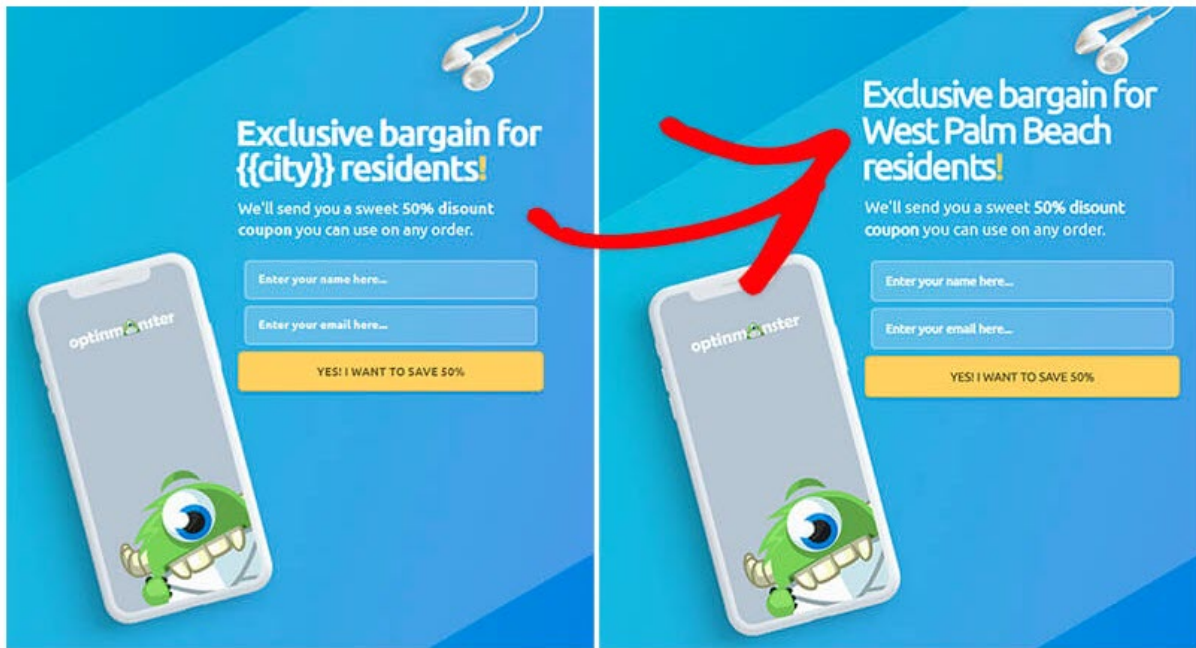 Exclusive bargain for
{{city}} residents!
We'll send you a sweet 50% disount
coupon you can use on any order.
Enter your name here...
Enter your email here...
YES! I WANT TO SAVE 50%
optinmonster
Exclusive bargain for
West Palm Beach
residents!
We'll send you a sweet 50% disount
coupon you can use on any order.
Enter your name here...
Enter your email here...
YES! I WANT TO SAVE 50%
optinmonster